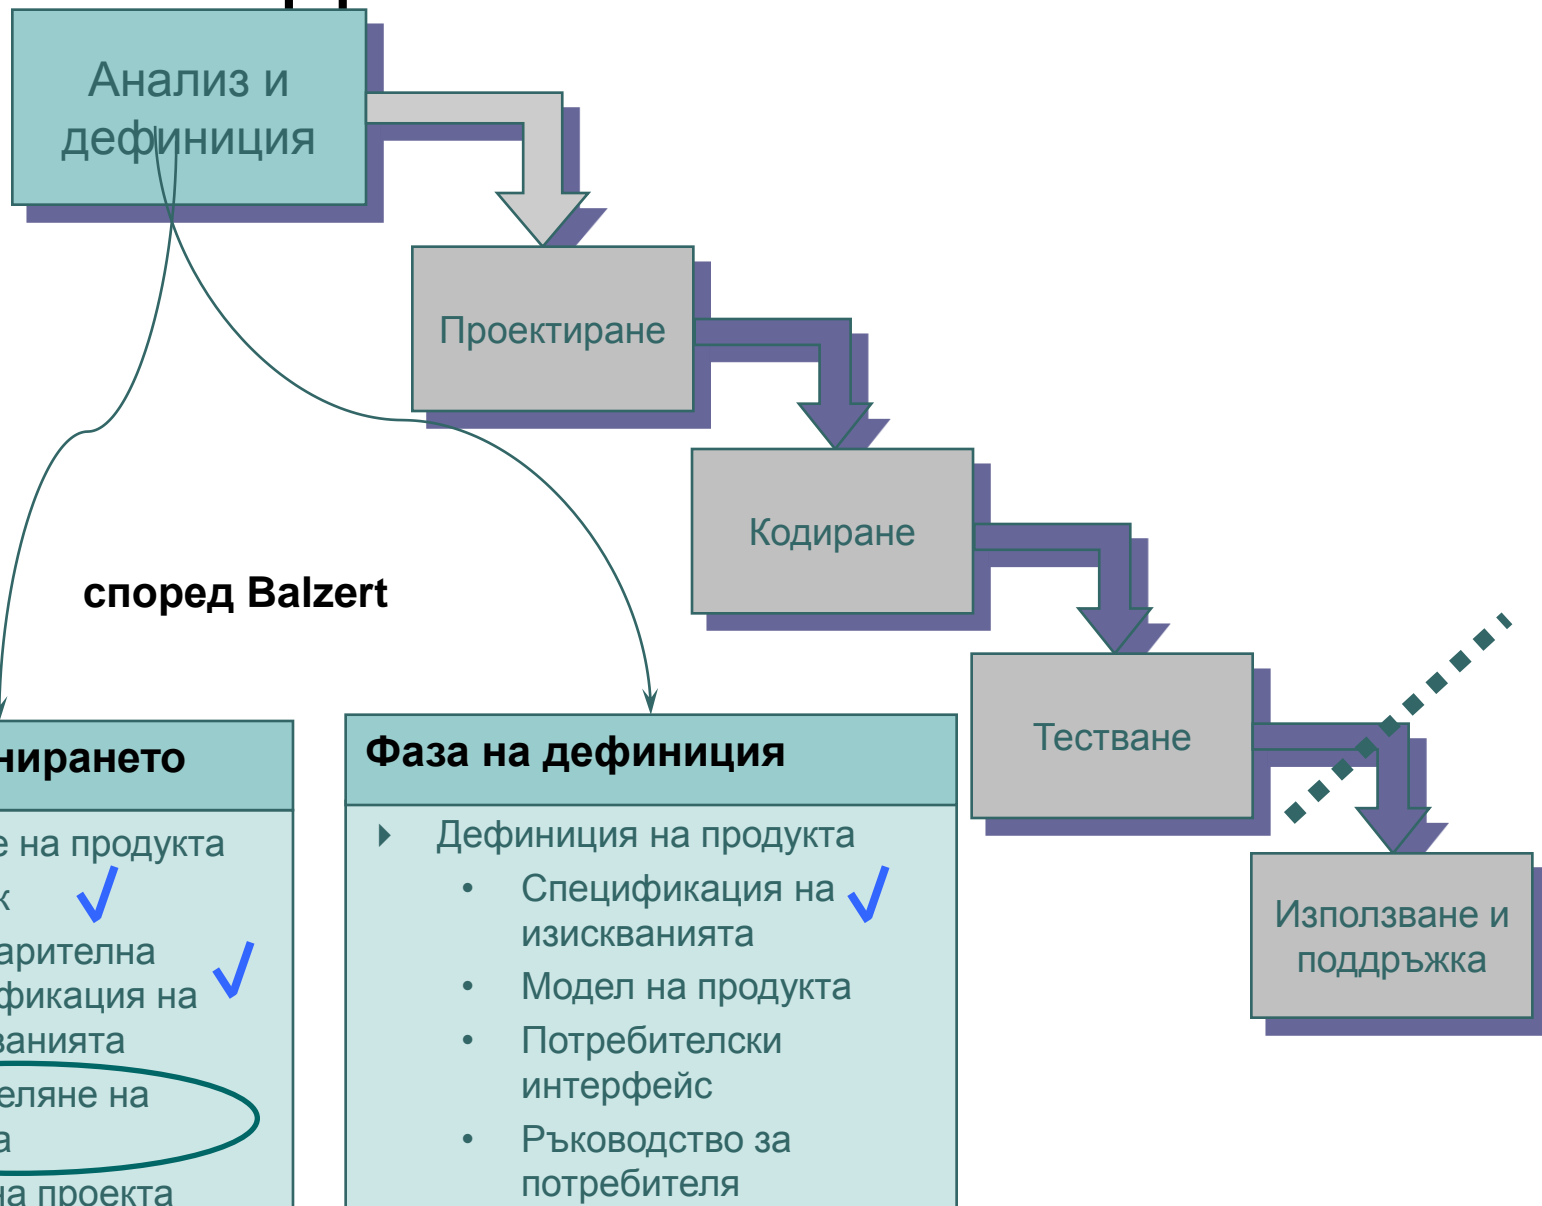 Анализ и
дефиниция
Проектиране
Кодиране
според Balzert
Тестване
Използване и
поддръжка
нирането
е на продукта
к
арителна
фикация на
ванията
еляне на
а
на проекта
Фаза на дефиниция
Дефиниция на продукта
• Спецификация на
изискванията
• Модел на продукта
• Потребителски
интерфейс
• Ръководство за
потребителя